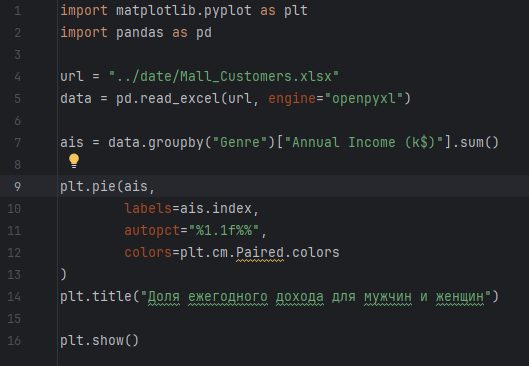 1 import matplotlib.pyplot as plt
2 import pandas as pd
3
4 url = "../date/Mall_Customers.xlsx"
5 data = pd.read_excel(url, engine="openpyxl")
6
7 ais = data.groupby("Genre")["Annual Income (k$)"].sum()
8
9 plt.pie(ais,
10 labels=ais.index,
11 autopct="%1.1f%%",
12 colors=plt.cm.Paired.colors
13 )
14 plt.title("Доля ежегодного дохода для мужчин и женщин")
15
16 plt.show()